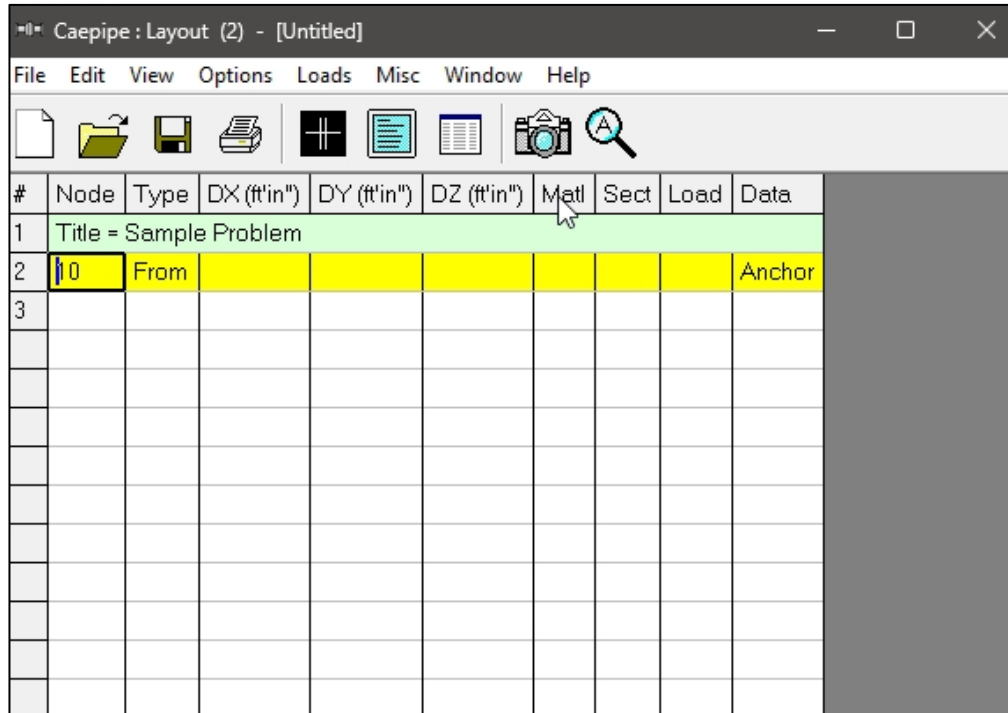 Caepipe : Layout (2) - [Untitled]
File Edit View Options Loads Misc Window Help
# Node Type DX (ft'in") DY (ft'in") DZ (ft'in") Matl Sect Load Data
1 Title = Sample Problem
2 10 From Anchor
3